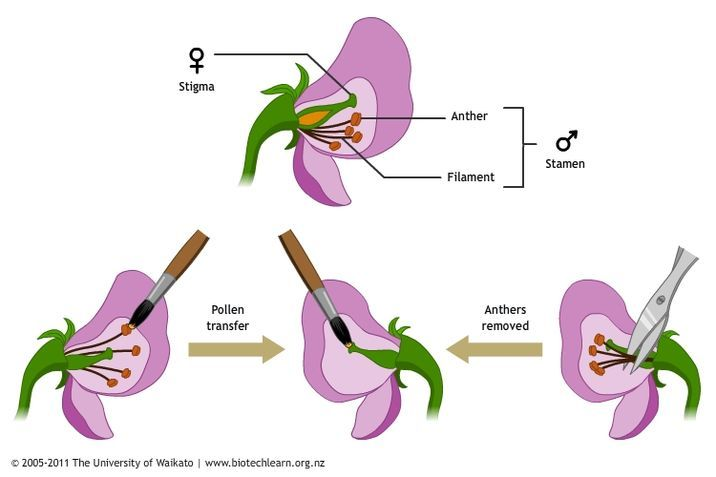 ♀
Stigma
Anther
♂
Stamen
Filament
Pollen
transfer
Anthers
removed
© 2005-2011 The University of Waikato | www.biotechlearn.org.nz